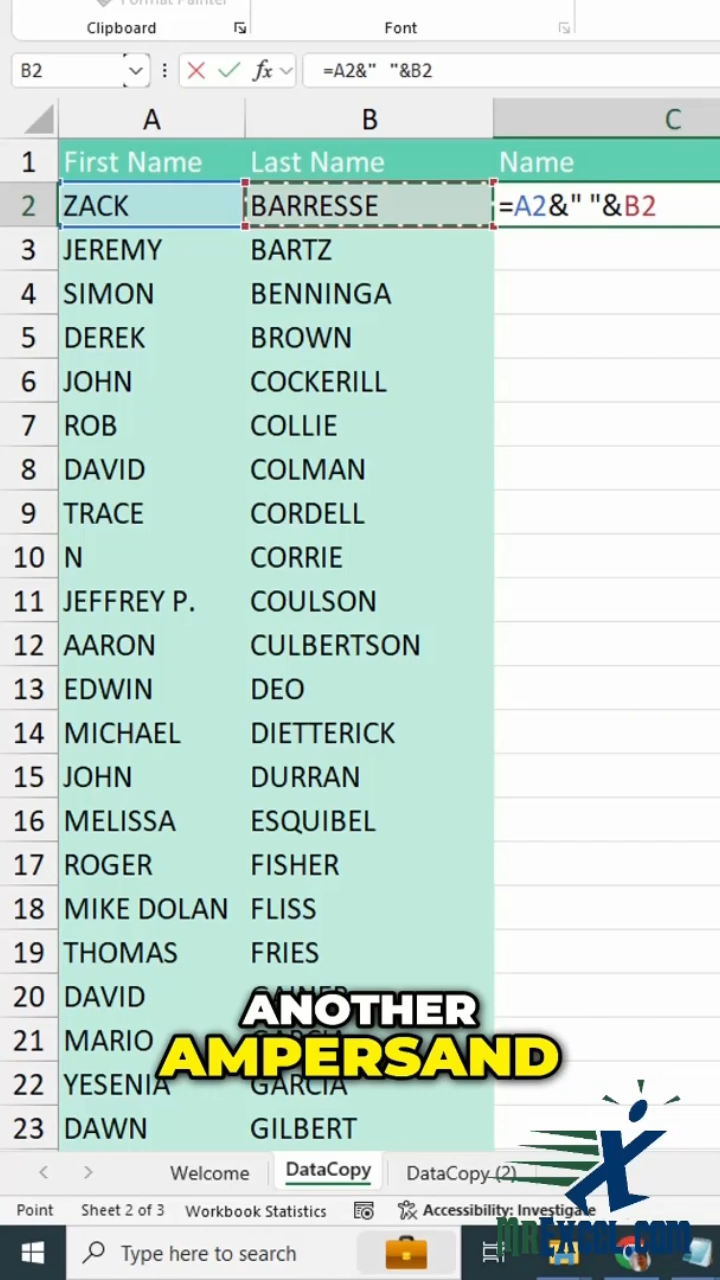 Format Painter
Clipboard
Font
B2
fx
=A2&" "&B2
A B C
1 First Name Last Name Name
2 ZACK BARRESSE =A2&" "&B2
3 JEREMY BARTZ
4 SIMON BENNINGA
5 DEREK BROWN
6 JOHN COCKERILL
7 ROB COLLIE
8 DAVID COLMAN
9 TRACE CORDELL
10 N CORRIE
11 JEFFREY P. COULSON
12 AARON CULBERTSON
13 EDWIN DEO
14 MICHAEL DIETTERICK
15 JOHN DURRAN
16 MELISSA ESQUIBEL
17 ROGER FISHER
18 MIKE DOLAN FLISS
19 THOMAS FRIES
20 DAVID GAINER
ANOTHER
21 MARIO GARCIA
AMPERSAND
22 YESENIA GARCIA
23 DAWN GILBERT
Welcome DataCopy DataCopy (2)
Point Sheet 2 of 3 Workbook Statistics Accessibility: Investigate
MrExcel.com
Type here to search